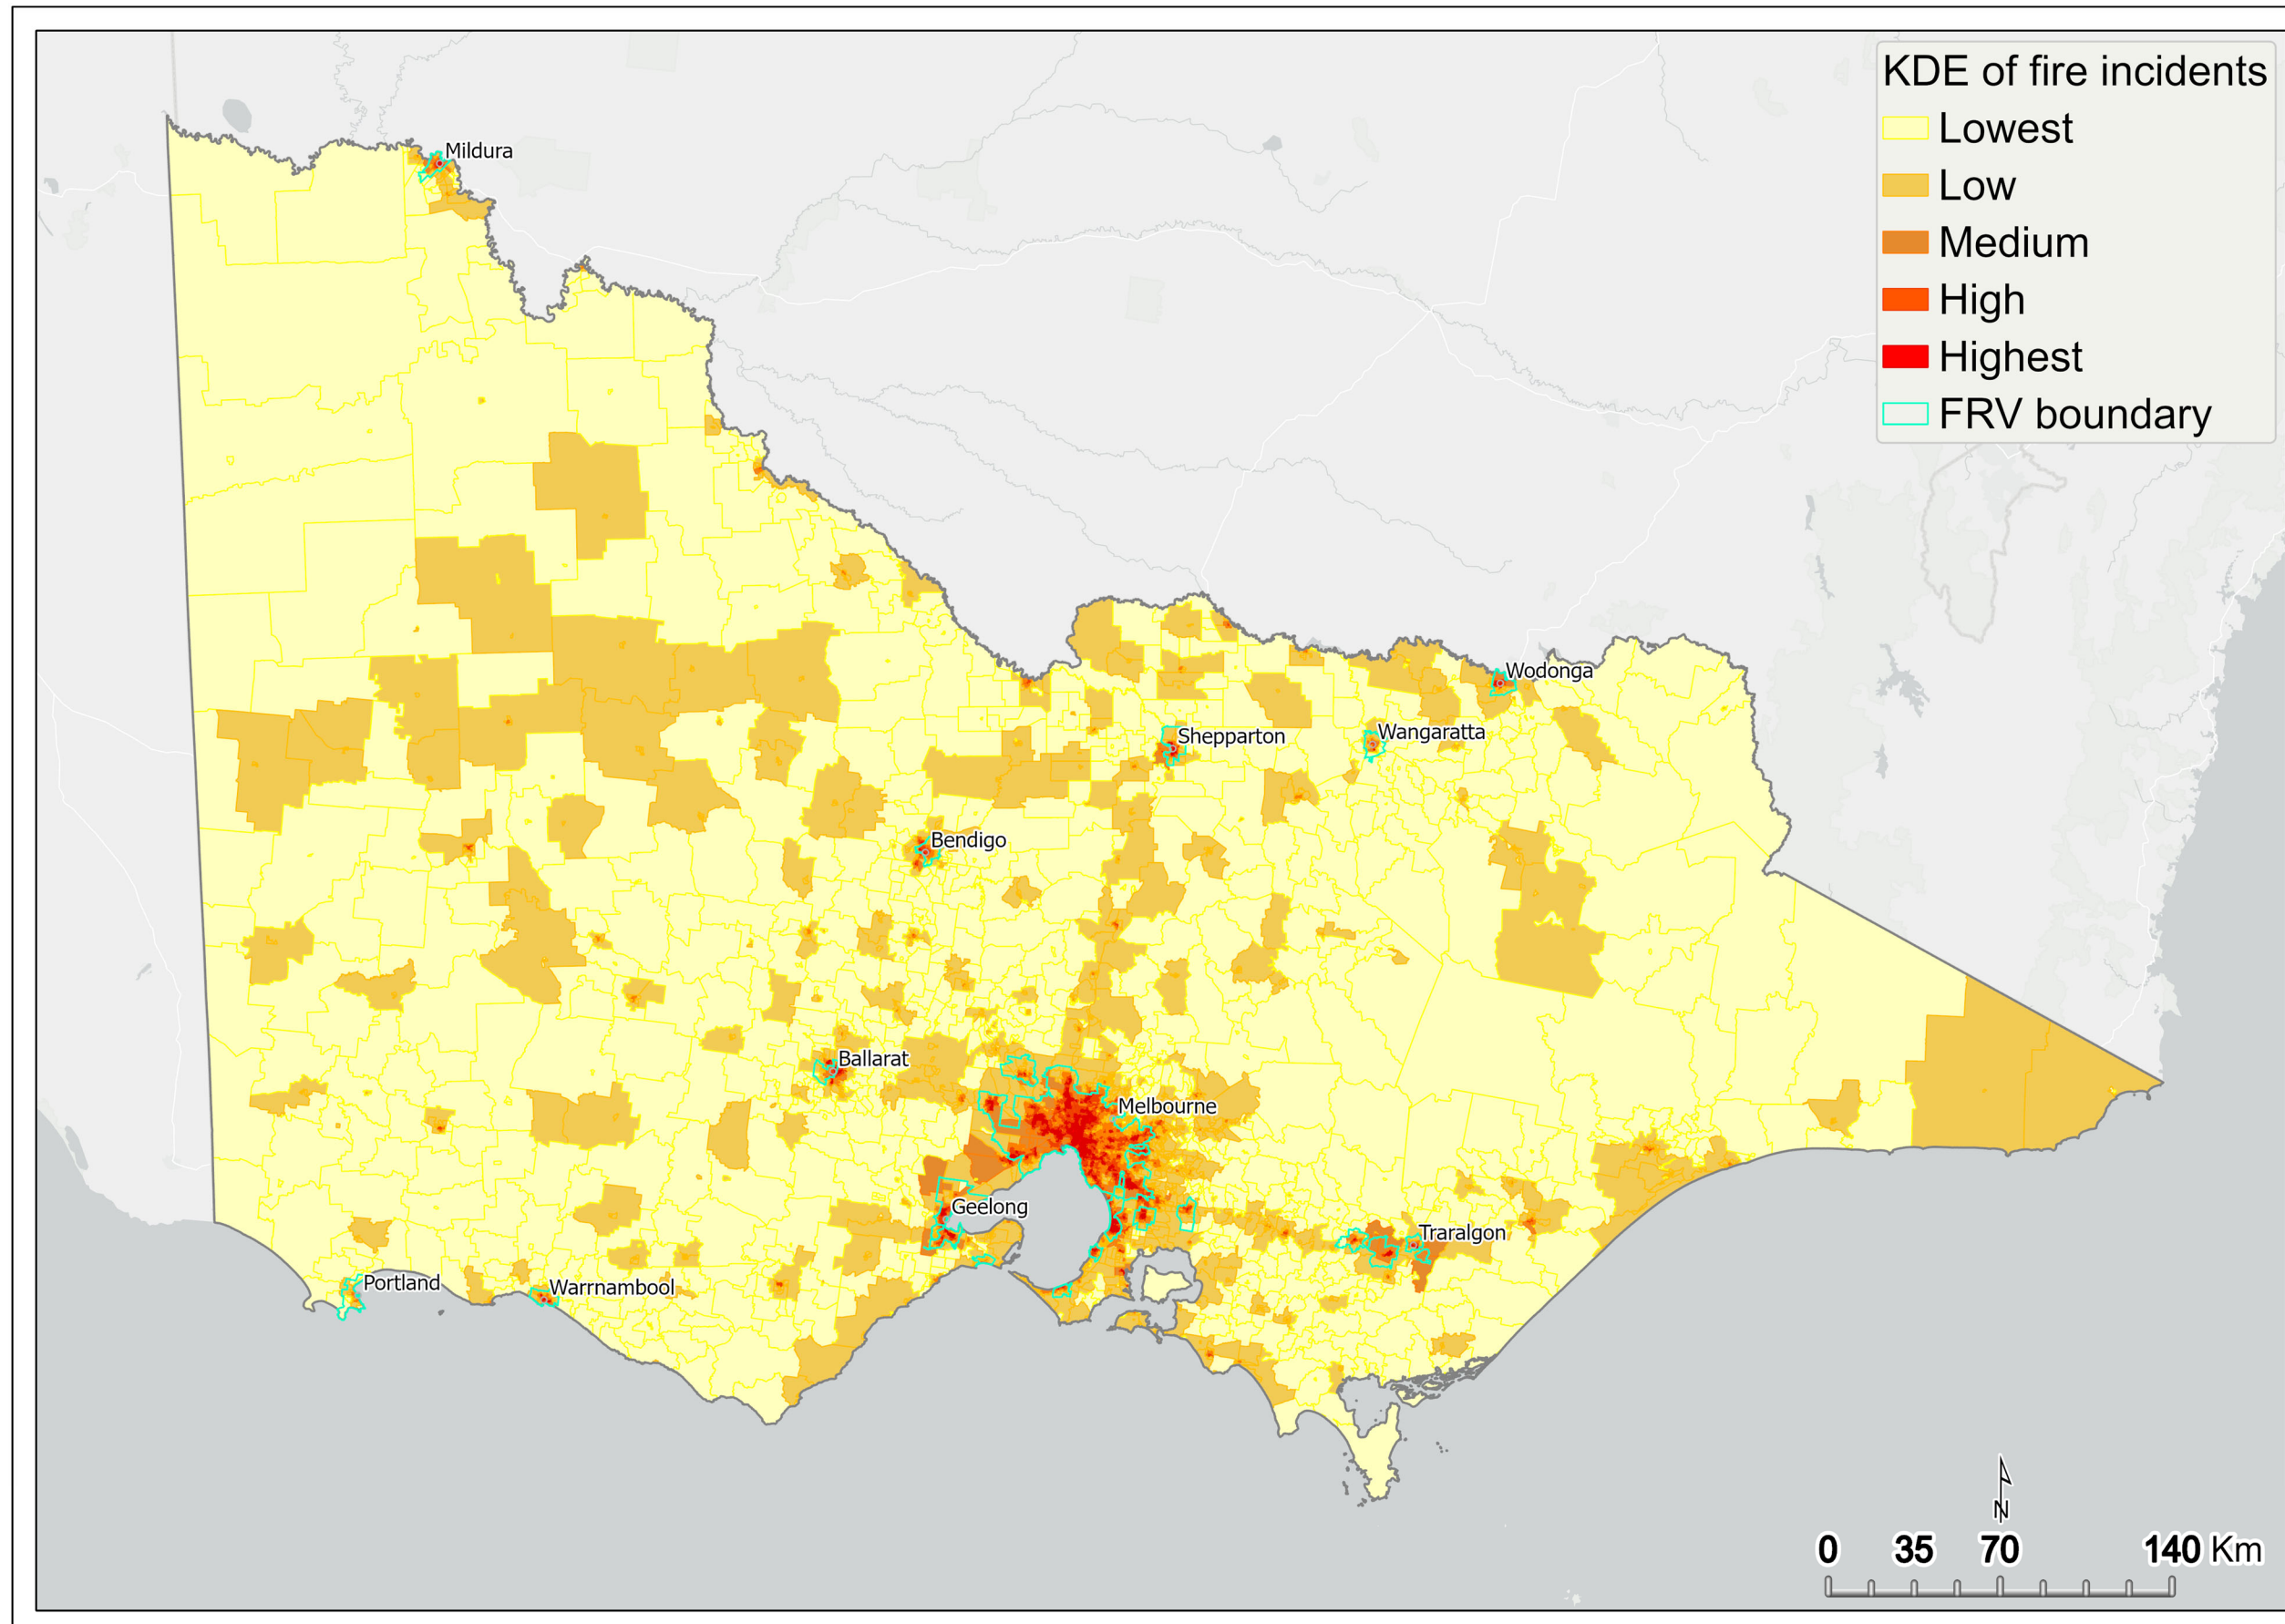 KDE of fire incidents
Lowest
Low
Medium
High
Highest
FRV boundary
Mildura
Wodonga
Shepparton
Wangaratta
Bendigo
Ballarat
Melbourne
Geelong
Traralgon
Portland
Warrnambool
N
0 35 70 140 Km